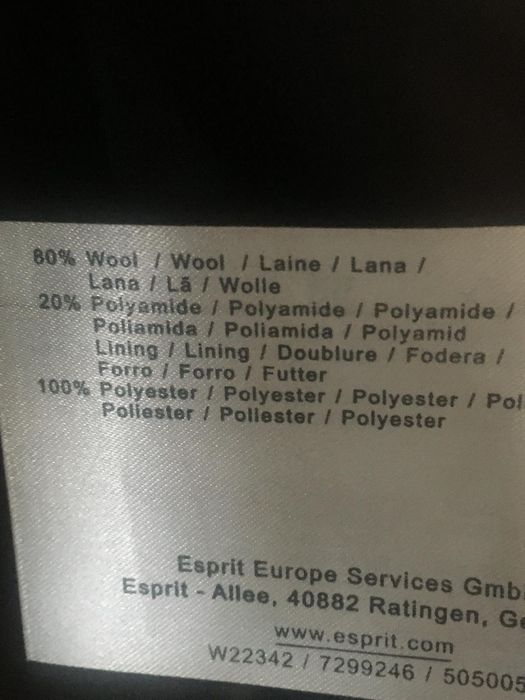 80% Wool / Wool / Laine / Lana /
Lana / Lã / Wolle
20% Polyamide / Polyamide / Polyamide /
Poliamida / Poliamida / Polyamid
Lining / Lining / Doublure / Fodera /
Forro / Forro / Futter
100% Polyester / Polyester / Polyester / Pol
Poliester / Poliester / Polyester
Esprit Europe Services Gmb
Esprit - Allee, 40882 Ratingen, Ge
www.esprit.com
W22342 / 7299246 / 505005